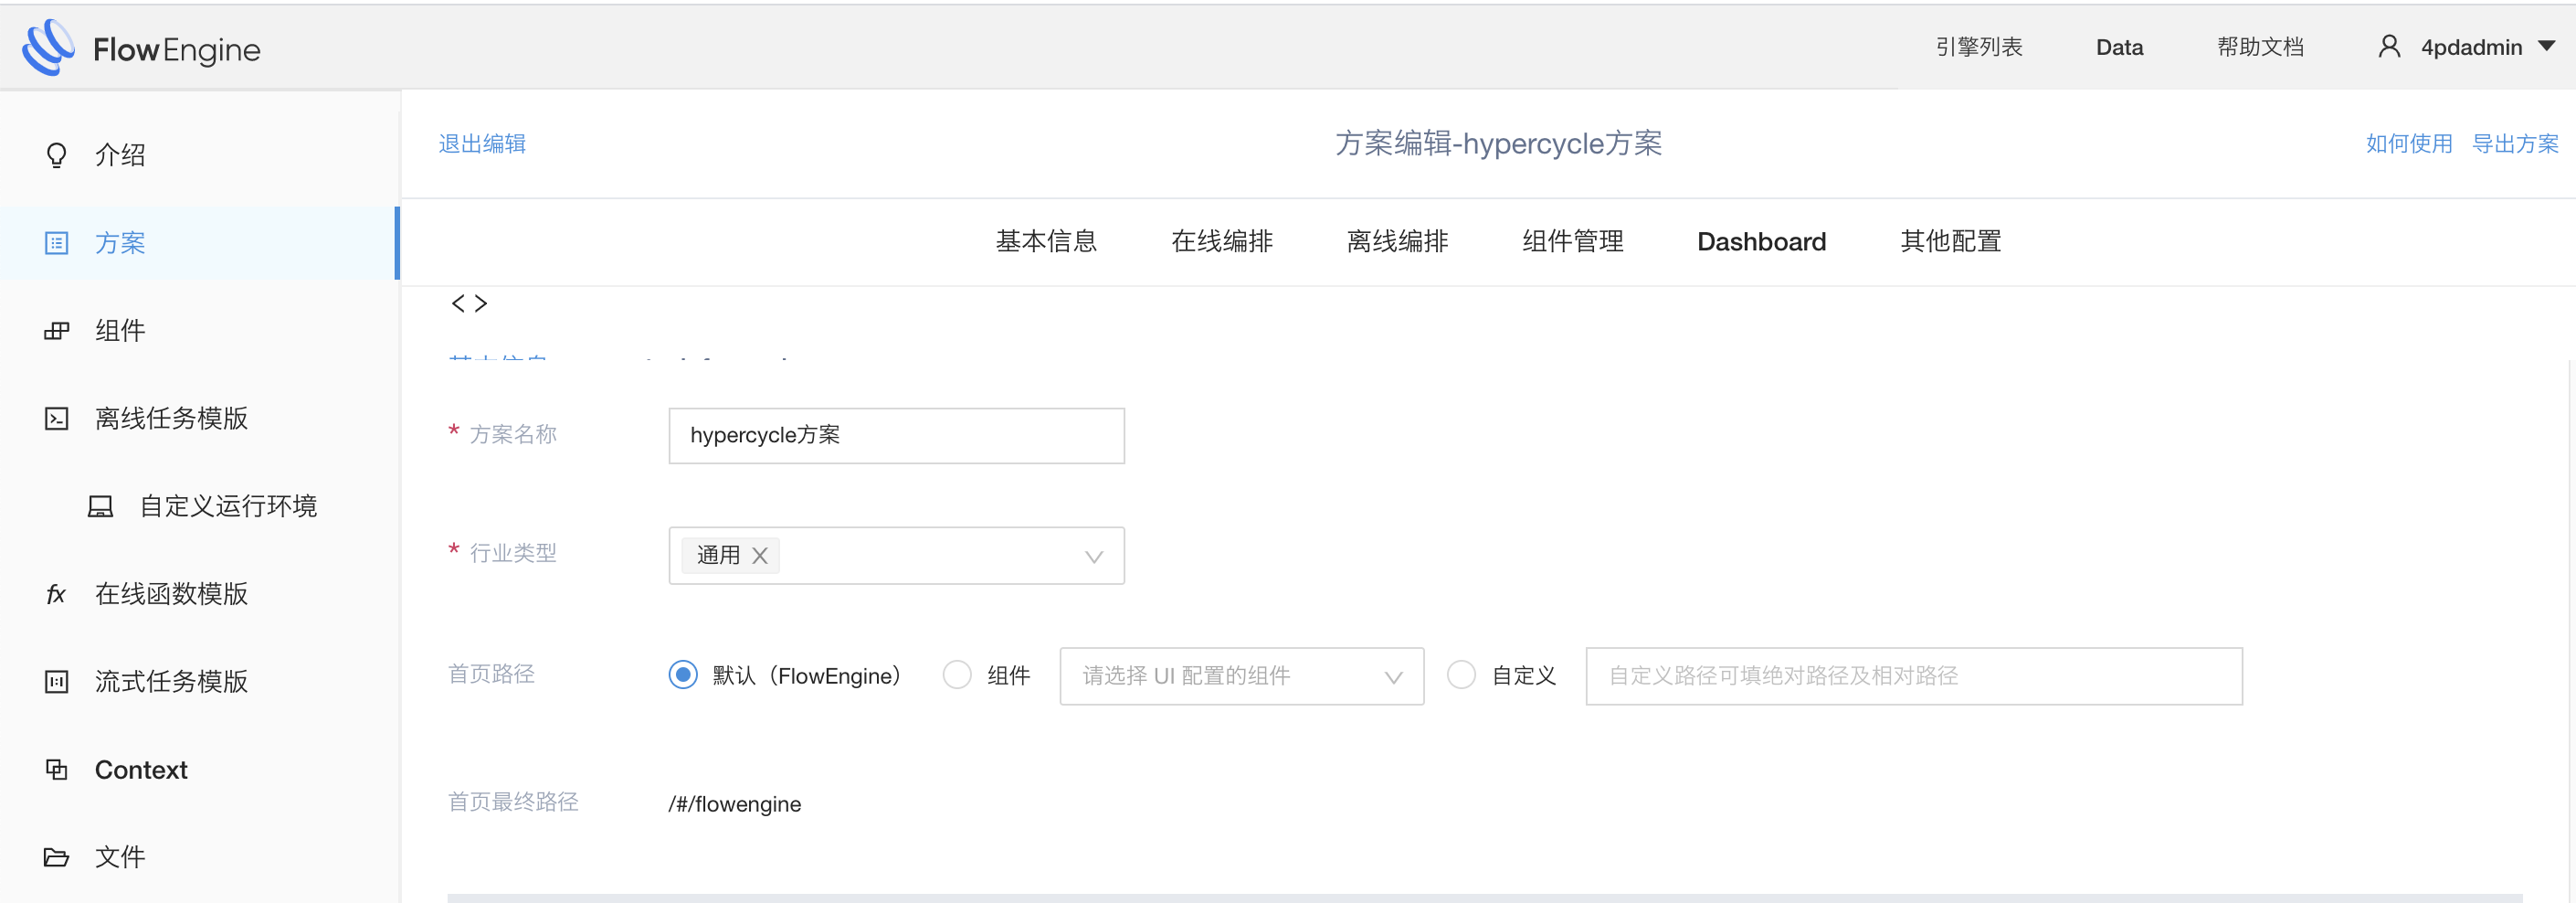 FlowEngine
引擎列表 Data 帮助文档 4pdadmin
介绍
方案
组件
离线任务模版
自定义运行环境
fx 在线函数模版
流式任务模版
Context
文件
退出编辑 方案编辑-hypercycle方案 如何使用 导出方案
基本信息 在线编排 离线编排 组件管理 Dashboard 其他配置
< >
* 方案名称 hypercycle方案
* 行业类型 通用 X
首页路径 默认（FlowEngine） 组件 请选择 UI 配置的组件 自定义 自定义路径可填绝对路径及相对路径
首页最终路径 /#/flowengine